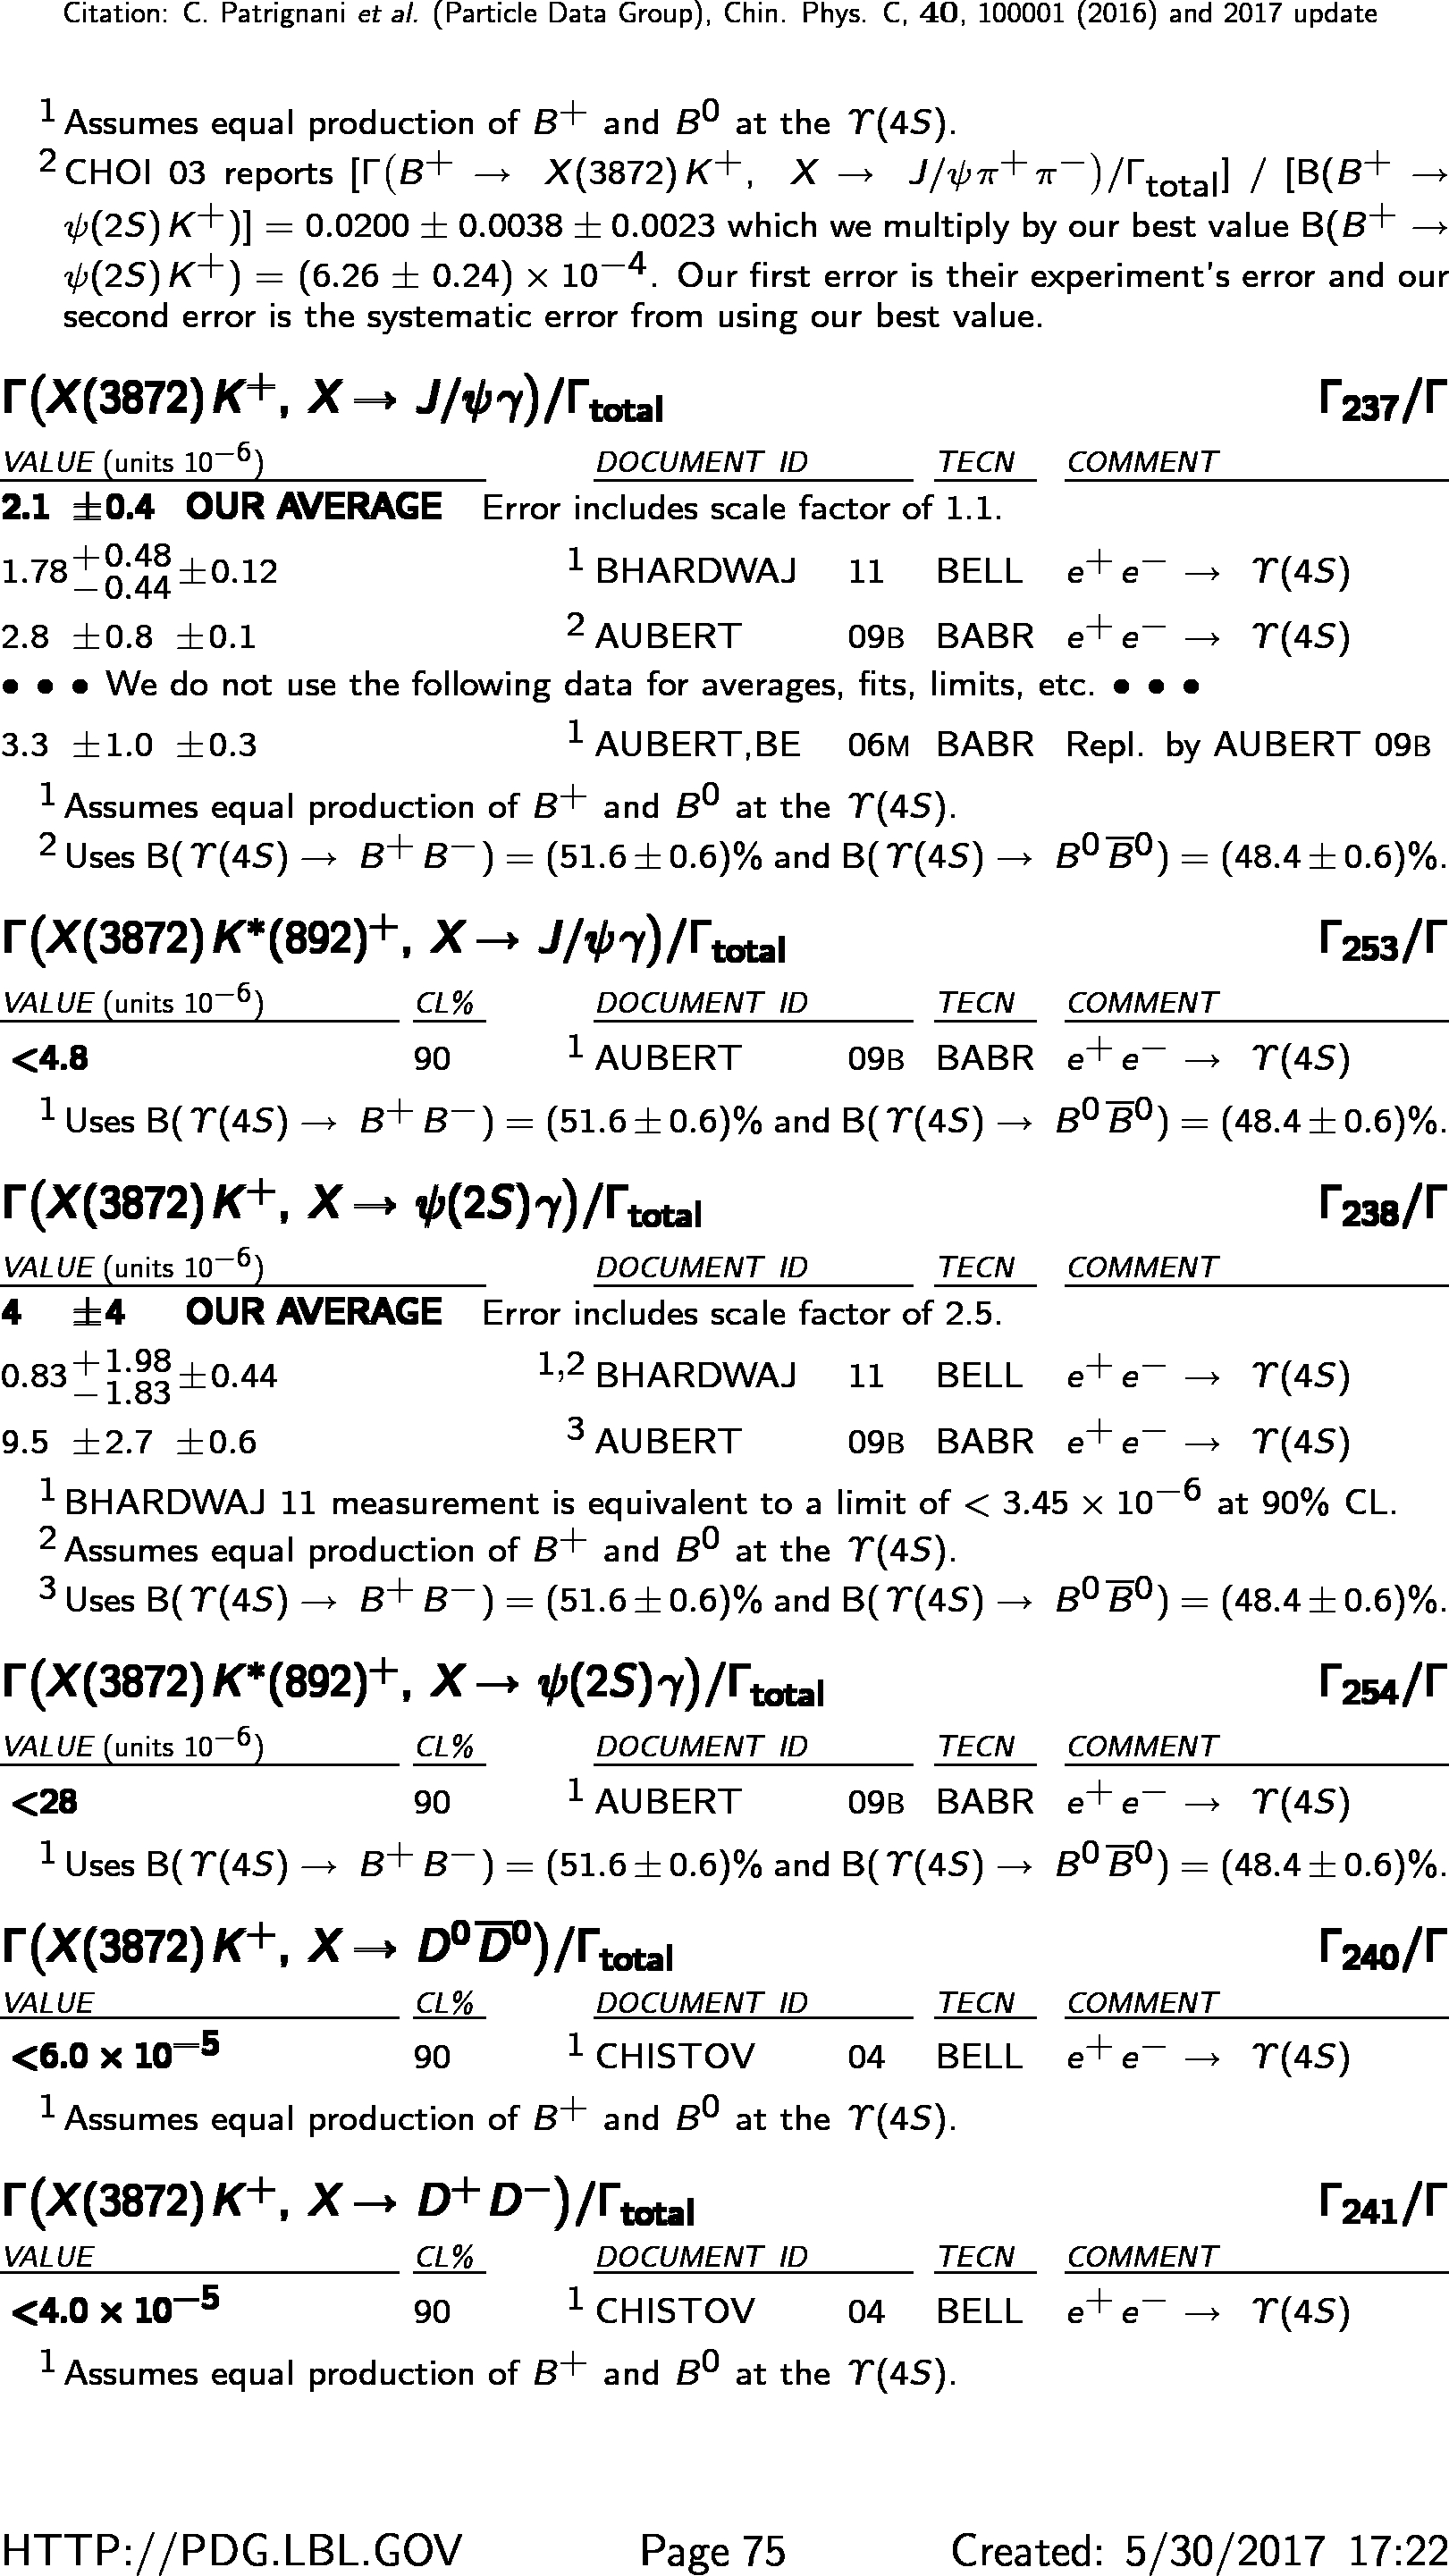 Citation: C. Patrignani et al. (Particle Data Group), Chin. Phys. C, 40, 100001 (2016) and 2017 update
1 Assumes equal production of B+ and B0 at the ϒ(4S).
2 CHOI 03 reports [Γ(B+ → X(3872)K+, X → J/ψπ+π−)/Γtotal] / [B(B+ →
ψ(2S)K+)] = 0.0200 ± 0.0038 ± 0.0023 which we multiply by our best value B(B+ →
ψ(2S)K+) = (6.26 ± 0.24) × 10−4. Our first error is their experiment's error and our
second error is the systematic error from using our best value.
Γ(X(3872)K+, X → J/ψγ)/Γtotal Γ237/Γ
VALUE (units 10−6) DOCUMENT ID TECN COMMENT
2.1 ±0.4 OUR AVERAGE Error includes scale factor of 1.1.
1.78+0.48−0.44±0.12 1 BHARDWAJ 11 BELL e+e− → ϒ(4S)
2.8 ±0.8 ±0.1 2 AUBERT 09B BABR e+e− → ϒ(4S)
• • • We do not use the following data for averages, fits, limits, etc. • • •
3.3 ±1.0 ±0.3 1 AUBERT,BE 06M BABR Repl. by AUBERT 09B
1 Assumes equal production of B+ and B0 at the ϒ(4S).
2 Uses B(ϒ(4S) → B+B−) = (51.6±0.6)% and B(ϒ(4S) → B0B̅0) = (48.4±0.6)%.
Γ(X(3872)K*(892)+, X → J/ψγ)/Γtotal Γ253/Γ
VALUE (units 10−6) CL% DOCUMENT ID TECN COMMENT
<4.8 90 1 AUBERT 09B BABR e+e− → ϒ(4S)
1 Uses B(ϒ(4S) → B+B−) = (51.6±0.6)% and B(ϒ(4S) → B0B̅0) = (48.4±0.6)%.
Γ(X(3872)K+, X → ψ(2S)γ)/Γtotal Γ238/Γ
VALUE (units 10−6) DOCUMENT ID TECN COMMENT
4 ±4 OUR AVERAGE Error includes scale factor of 2.5.
0.83+1.98−1.83±0.44 1,2 BHARDWAJ 11 BELL e+e− → ϒ(4S)
9.5 ±2.7 ±0.6 3 AUBERT 09B BABR e+e− → ϒ(4S)
1 BHARDWAJ 11 measurement is equivalent to a limit of < 3.45 × 10−6 at 90% CL.
2 Assumes equal production of B+ and B0 at the ϒ(4S).
3 Uses B(ϒ(4S) → B+B−) = (51.6±0.6)% and B(ϒ(4S) → B0B̅0) = (48.4±0.6)%.
Γ(X(3872)K*(892)+, X → ψ(2S)γ)/Γtotal Γ254/Γ
VALUE (units 10−6) CL% DOCUMENT ID TECN COMMENT
<28 90 1 AUBERT 09B BABR e+e− → ϒ(4S)
1 Uses B(ϒ(4S) → B+B−) = (51.6±0.6)% and B(ϒ(4S) → B0B̅0) = (48.4±0.6)%.
Γ(X(3872)K+, X → D0D̅0)/Γtotal Γ240/Γ
VALUE CL% DOCUMENT ID TECN COMMENT
<6.0 × 10−5 90 1 CHISTOV 04 BELL e+e− → ϒ(4S)
1 Assumes equal production of B+ and B0 at the ϒ(4S).
Γ(X(3872)K+, X → D+D−)/Γtotal Γ241/Γ
VALUE CL% DOCUMENT ID TECN COMMENT
<4.0 × 10−5 90 1 CHISTOV 04 BELL e+e− → ϒ(4S)
1 Assumes equal production of B+ and B0 at the ϒ(4S).
HTTP://PDG.LBL.GOV Page 75 Created: 5/30/2017 17:22